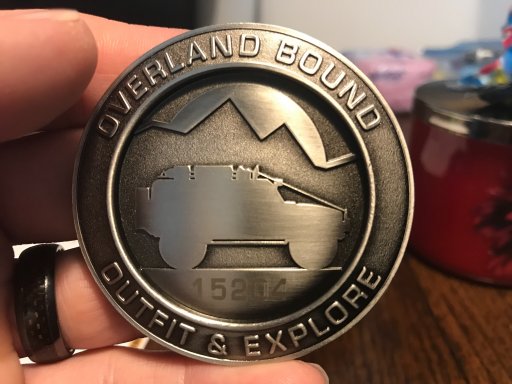 OVERLAND BOUND
15204
OUTFIT & EXPLORE